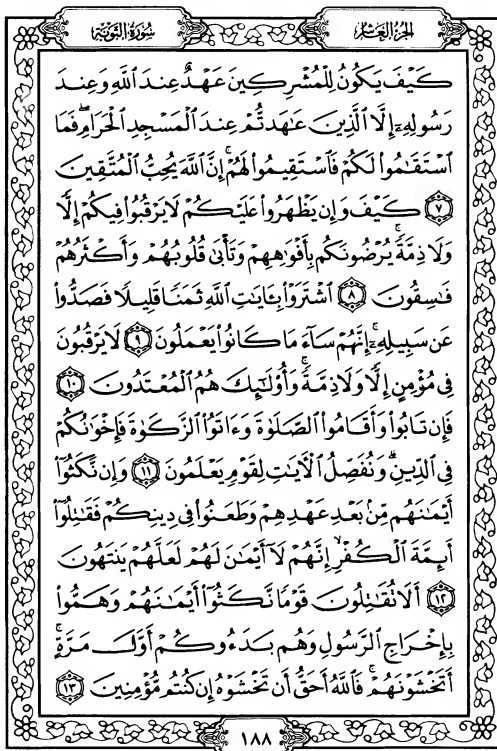 الجزء العاشر
سورة التوبة
كَيْفَ يَكُونُ لِلْمُشْرِكِينَ عَهْدٌ عِندَ ٱللَّهِ وَعِندَ
رَسُولِهِۦٓ إِلَّا ٱلَّذِينَ عَٰهَدتُّمْ عِندَ ٱلْمَسْجِدِ ٱلْحَرَامِۖ فَمَا
ٱسْتَقَٰمُوا۟ لَكُمْ فَٱسْتَقِيمُوا۟ لَهُمْۚ إِنَّ ٱللَّهَ يُحِبُّ ٱلْمُتَّقِينَ
٧ كَيْفَ وَإِن يَظْهَرُوا۟ عَلَيْكُمْ لَا يَرْقُبُوا۟ فِيكُمْ إِلًّا
وَلَا ذِمَّةًۚ يُرْضُونَكُم بِأَفْوَٰهِهِمْ وَتَأْبَىٰ قُلُوبُهُمْ وَأَكْثَرُهُمْ
فَٰسِقُونَ ٨ ٱشْتَرَوْا۟ بِـَٔايَٰتِ ٱللَّهِ ثَمَنًا قَلِيلًا فَصَدُّوا۟
عَن سَبِيلِهِۦٓۚ إِنَّهُمْ سَآءَ مَا كَانُوا۟ يَعْمَلُونَ ٩ لَا يَرْقُبُونَ
فِى مُؤْمِنٍ إِلًّا وَلَا ذِمَّةًۚ وَأُو۟لَٰٓئِكَ هُمُ ٱلْمُعْتَدُونَ ١٠
فَإِن تَابُوا۟ وَأَقَامُوا۟ ٱلصَّلَوٰةَ وَءَاتَوُا۟ ٱلزَّكَوٰةَ فَإِخْوَٰنُكُمْ
فِى ٱلدِّينِۗ وَنُفَصِّلُ ٱلْءَايَٰتِ لِقَوْمٍ يَعْلَمُونَ ١١ وَإِن نَّكَثُوٓا۟
أَيْمَٰنَهُم مِّنۢ بَعْدِ عَهْدِهِمْ وَطَعَنُوا۟ فِى دِينِكُمْ فَقَٰتِلُوٓا۟
أَئِمَّةَ ٱلْكُفْرِۙ إِنَّهُمْ لَآ أَيْمَٰنَ لَهُمْ لَعَلَّهُمْ يَنتَهُونَ
١٢ أَلَا تُقَٰتِلُونَ قَوْمًا نَّكَثُوٓا۟ أَيْمَٰنَهُمْ وَهَمُّوا۟
بِإِخْرَاجِ ٱلرَّسُولِ وَهُم بَدَءُوكُمْ أَوَّلَ مَرَّةٍۚ
أَتَخْشَوْنَهُمْۚ فَٱللَّهُ أَحَقُّ أَن تَخْشَوْهُ إِن كُنتُم مُّؤْمِنِينَ ١٣
١٨٨